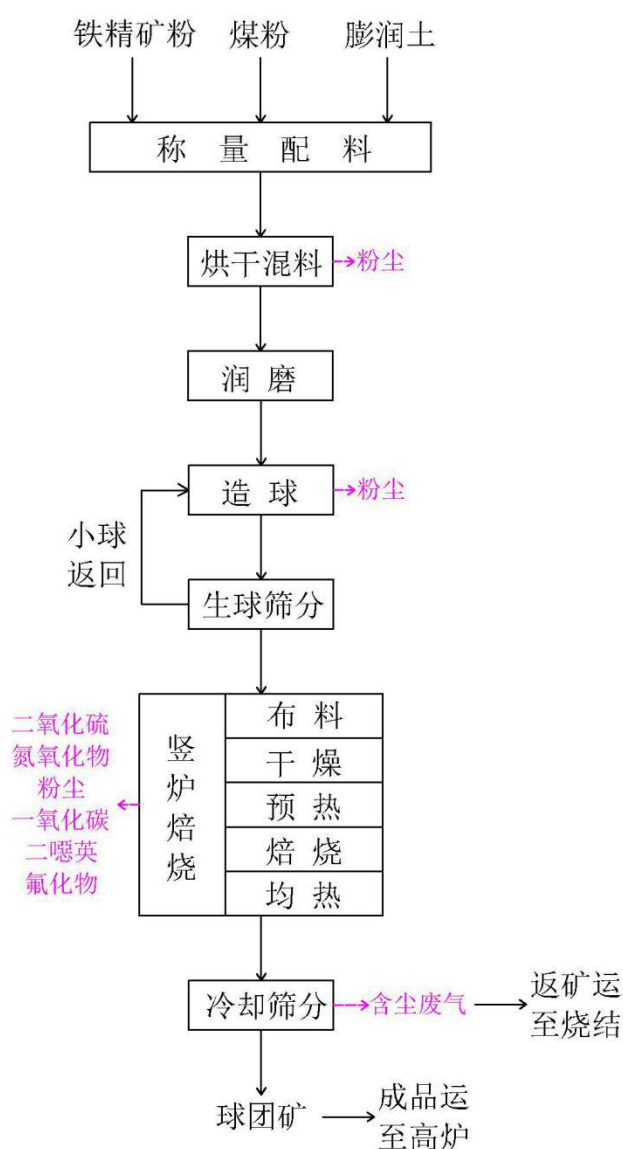 铁精矿粉 煤粉 膨润土
称量配料
烘干混料
粉尘
润磨
造球
粉尘
小球
返回
生球筛分
竖炉焙烧
布料
干燥
预热
焙烧
均热
二氧化硫
氮氧化物
粉尘
一氧化碳
二噁英
氟化物
冷却筛分
含尘废气
返矿运
至烧结
球团矿
成品运
至高炉